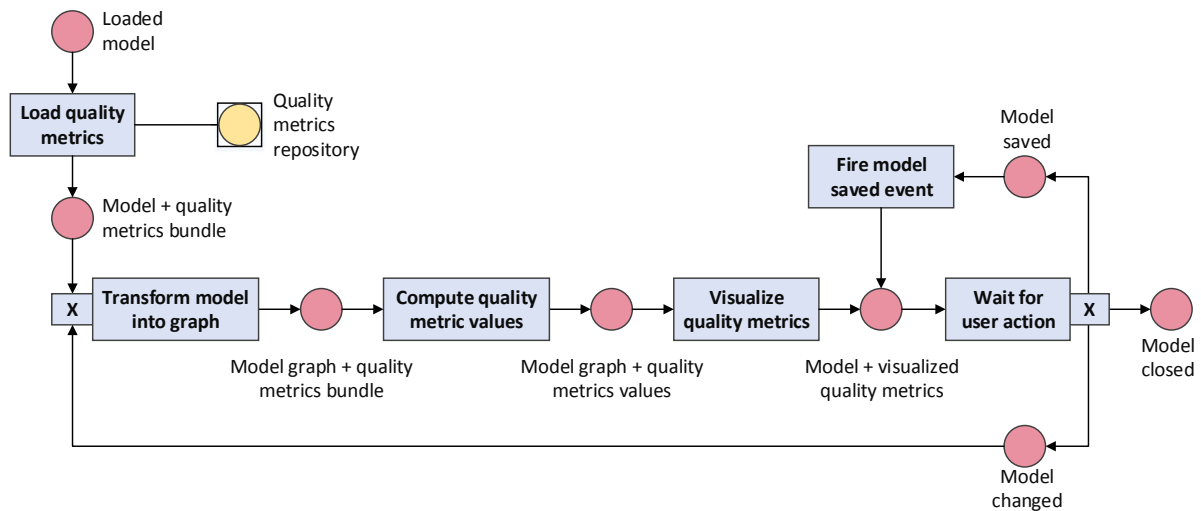 Loaded
model
Load quality
metrics
Quality
metrics
repository
Model + quality
metrics bundle
Model
saved
Fire model
saved event
X
Transform model
into graph
Compute quality
metric values
Visualize
quality metrics
Wait for
user action
X
Model graph + quality
metrics bundle
Model graph + quality
metrics values
Model + visualized
quality metrics
Model
closed
Model
changed